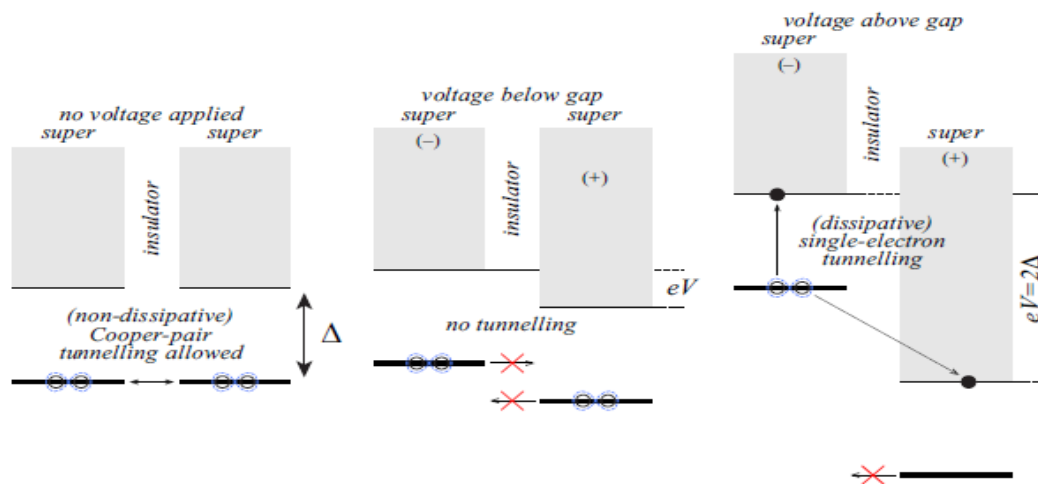 no voltage applied
super
super
insulator
(non-dissipative)
Cooper-pair
tunnelling allowed
Δ
voltage below gap
super
super
(–)
(+)
insulator
eV
no tunnelling
voltage above gap
super
(–)
insulator
super
(+)
(dissipative)
single-electron
tunnelling
eV=2Δ